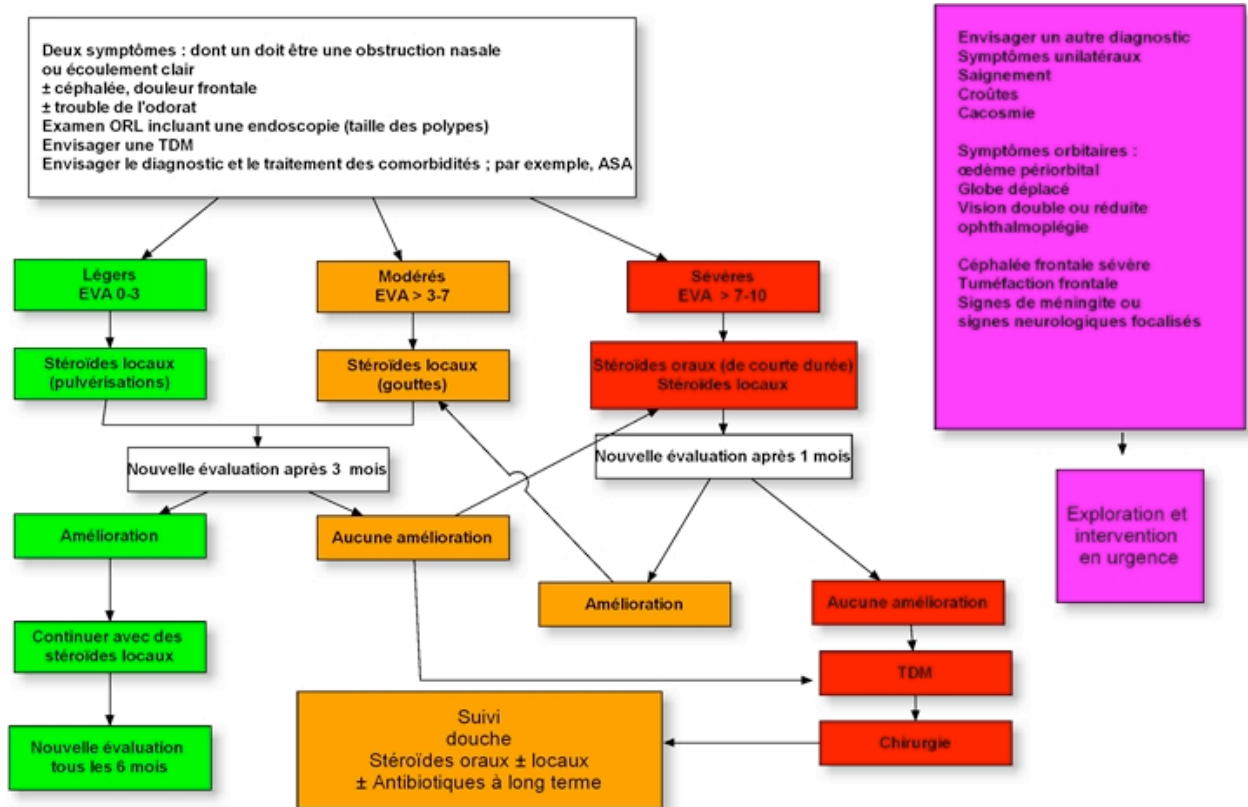 Deux symptômes : dont un doit être une obstruction nasale
ou écoulement clair
± céphalée, douleur frontale
± trouble de l'odorat
Examen ORL incluant une endoscopie (taille des polypes)
Envisager une TDM
Envisager le diagnostic et le traitement des comorbidités ; par exemple, ASA
Envisager un autre diagnostic
Symptômes unilatéraux
Saignement
Croûtes
Cacosmie
Symptômes orbitaires :
œdème périorbital
Globe déplacé
Vision double ou réduite
ophthalmoplégie
Céphalée frontale sévère
Tuméfaction frontale
Signes de méningite ou
signes neurologiques focalisés
Légers
EVA 0-3
Modérés
EVA > 3-7
Sévères
EVA > 7-10
Stéroïdes locaux
(pulvérisations)
Stéroïdes locaux
(gouttes)
Stéroïdes oraux (de courte durée)
Stéroïdes locaux
Nouvelle évaluation après 3 mois
Nouvelle évaluation après 1 mois
Exploration et
intervention
en urgence
Amélioration
Aucune amélioration
Amélioration
Aucune amélioration
Continuer avec des
stéroïdes locaux
TDM
Nouvelle évaluation
tous les 6 mois
Suivi
douche
Stéroïdes oraux ± locaux
± Antibiotiques à long terme
Chirurgie